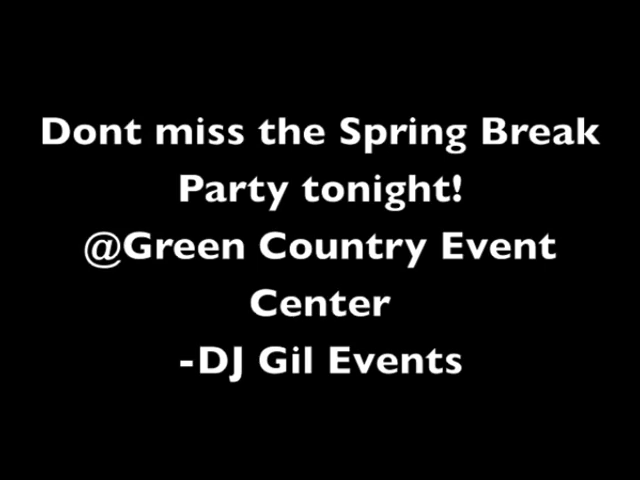 Dont miss the Spring Break
Party tonight!
@Green Country Event
Center
-DJ Gil Events